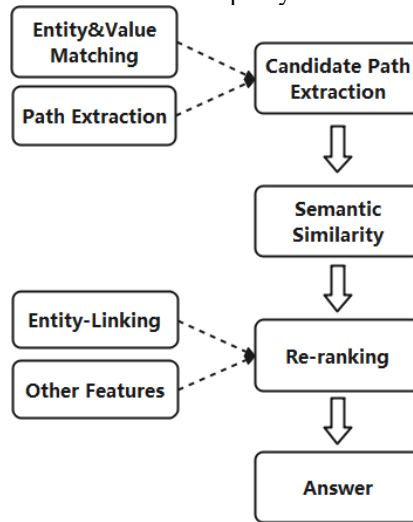 Entity&Value
Matching
Path Extraction
Candidate Path
Extraction
Semantic
Similarity
Entity-Linking
Other Features
Re-ranking
Answer